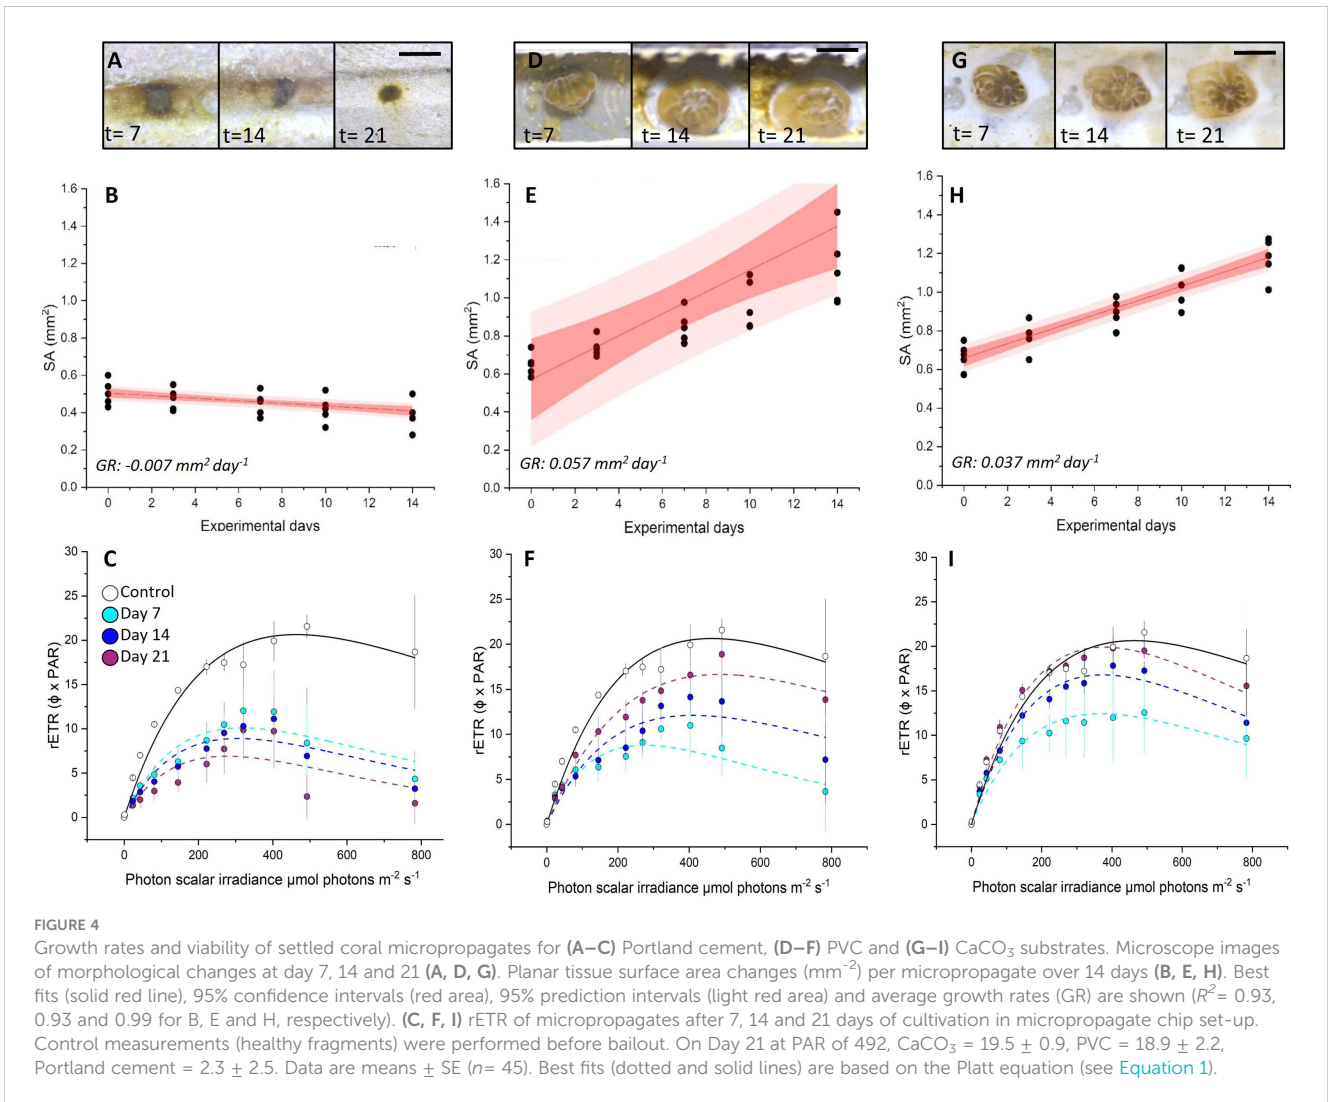 A
t= 7
t=14
t= 21
D
t=7
t= 14
t= 21
G
t= 7
t= 14
t= 21
B
1.6
1.4
1.2
1.0
0.8
0.6
0.4
0.2
0.0
SA (mm²)
GR: -0.007 mm² day⁻¹
0 2 4 6 8 10 12 14
Experimental days
E
1.6
1.4
1.2
1.0
0.8
0.6
0.4
0.2
0.0
SA (mm²)
GR: 0.057 mm² day⁻¹
0 2 4 6 8 10 12 14
Experimental days
H
1.6
1.4
1.2
1.0
0.8
0.6
0.4
0.2
0.0
SA (mm²)
GR: 0.037 mm² day⁻¹
0 2 4 6 8 10 12 14
Experimental days
C
Control
Day 7
Day 14
Day 21
30
25
20
15
10
5
0
rETR (ϕ x PAR)
0 200 400 600 800
Photon scalar irradiance µmol photons m⁻² s⁻¹
F
30
25
20
15
10
5
0
rETR (ϕ x PAR)
0 200 400 600 800
Photon scalar irradiance µmol photons m⁻² s⁻¹
I
30
25
20
15
10
5
0
rETR (ϕ x PAR)
0 200 400 600 800
Photon scalar irradiance µmol photons m⁻² s⁻¹
FIGURE 4
Growth rates and viability of settled coral micropropagates for (A–C) Portland cement, (D–F) PVC and (G–I) CaCO₃ substrates. Microscope images
of morphological changes at day 7, 14 and 21 (A, D, G). Planar tissue surface area changes (mm⁻²) per micropropagate over 14 days (B, E, H). Best
fits (solid red line), 95% confidence intervals (red area), 95% prediction intervals (light red area) and average growth rates (GR) are shown (R²= 0.93,
0.93 and 0.99 for B, E and H, respectively). (C, F, I) rETR of micropropagates after 7, 14 and 21 days of cultivation in micropropagate chip set-up.
Control measurements (healthy fragments) were performed before bailout. On Day 21 at PAR of 492, CaCO₃ = 19.5 ± 0.9, PVC = 18.9 ± 2.2,
Portland cement = 2.3 ± 2.5. Data are means ± SE (n= 45). Best fits (dotted and solid lines) are based on the Platt equation (see Equation 1).